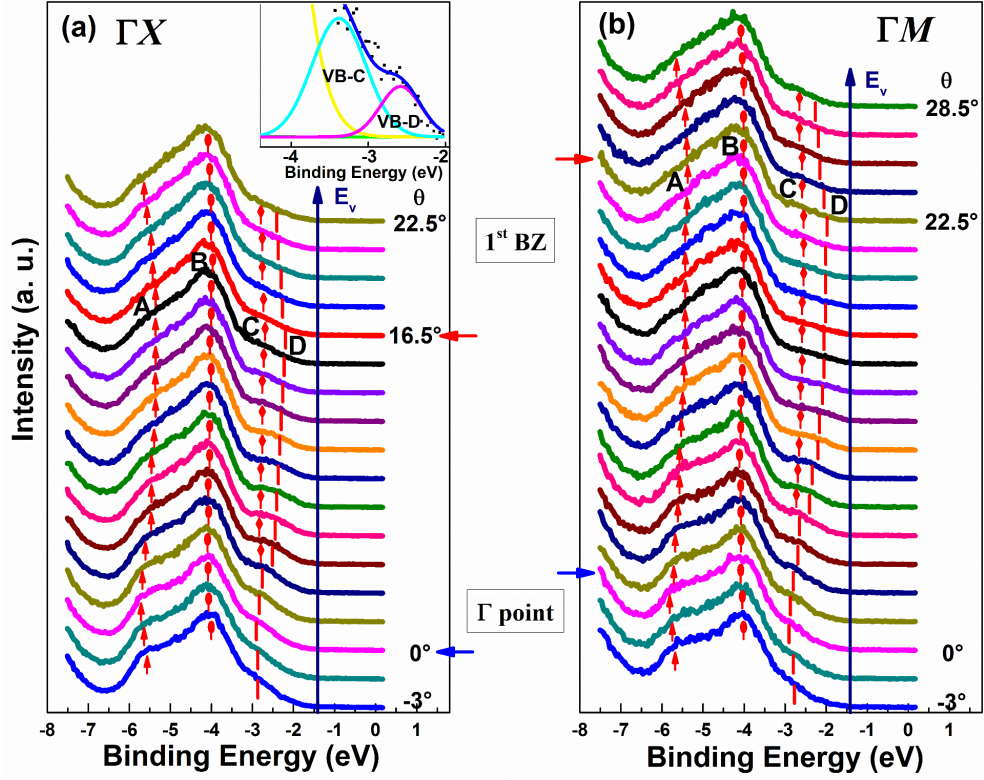 (a) ΓX
VB-C
VB-D
-4 -3 -2
Binding Energy (eV)
E_v θ
22.5°
B
A
16.5°
C
D
0°
-3°
-8 -7 -6 -5 -4 -3 -2 -1 0 1
Binding Energy (eV)
Intensity (a. u.)
1st BZ
Γ point
(b) ΓM
E_v θ
28.5°
B
A C
D
22.5°
0°
-3°
-8 -7 -6 -5 -4 -3 -2 -1 0 1
Binding Energy (eV)